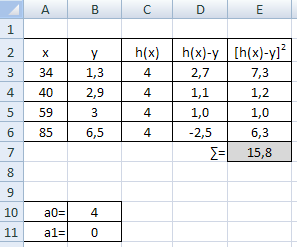 A B C D E
1
2 x y h(x) h(x)-y [h(x)-y]²
3 34 1,3 4 2,7 7,3
4 40 2,9 4 1,1 1,2
5 59 3 4 1,0 1,0
6 85 6,5 4 -2,5 6,3
7 ∑= 15,8
8
9
10 a0= 4
11 a1= 0